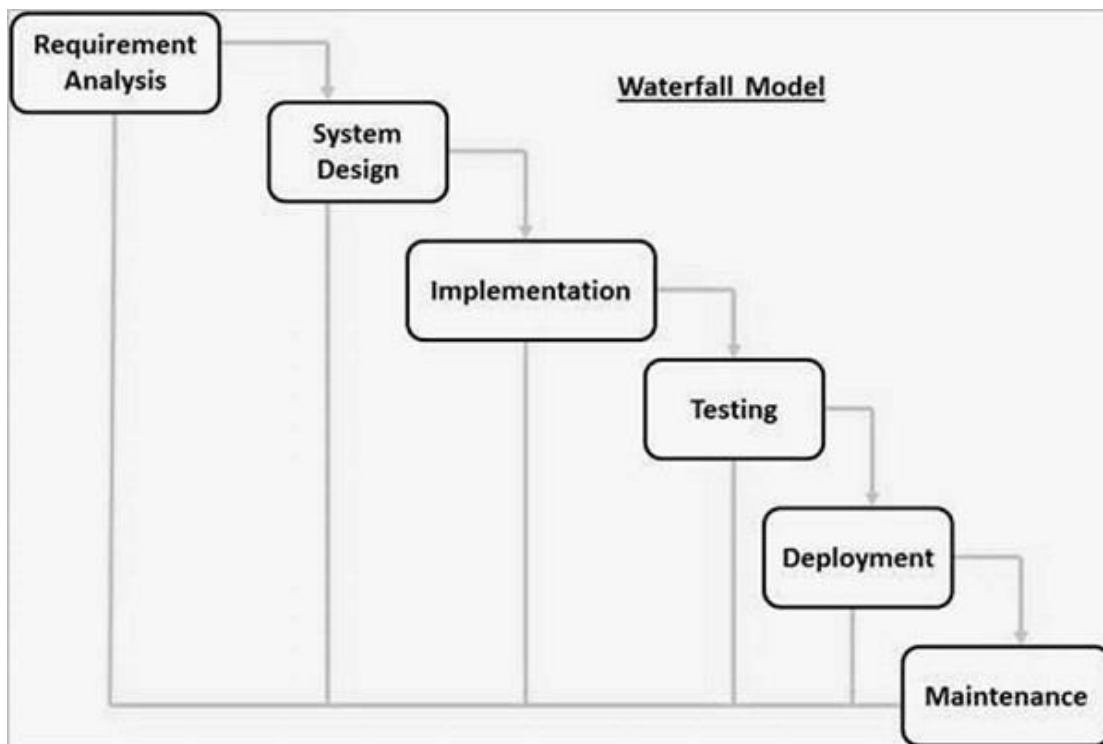 Requirement
Analysis
Waterfall Model
System
Design
Implementation
Testing
Deployment
Maintenance